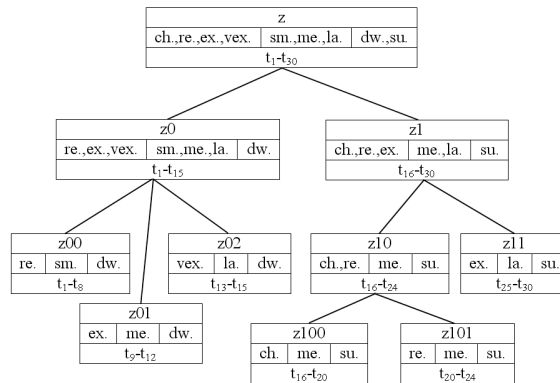 z
ch.,re.,ex.,vex. sm.,me.,la. dw.,su.
t1-t30
z0
re.,ex.,vex. sm.,me.,la. dw.
t1-t15
z1
ch.,re.,ex. me.,la. su.
t16-t30
z00
re. sm. dw.
t1-t8
z02
vex. la. dw.
t13-t15
z10
ch.,re. me. su.
t16-t24
z11
ex. la. su.
t25-t30
z01
ex. me. dw.
t9-t12
z100
ch. me. su.
t16-t20
z101
re. me. su.
t20-t24